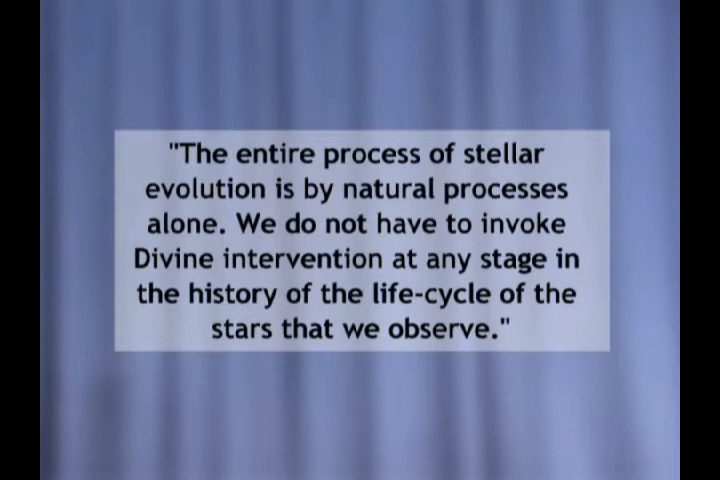 "The entire process of stellar
evolution is by natural processes
alone. We do not have to invoke
Divine intervention at any stage in
the history of the life-cycle of the
stars that we observe."